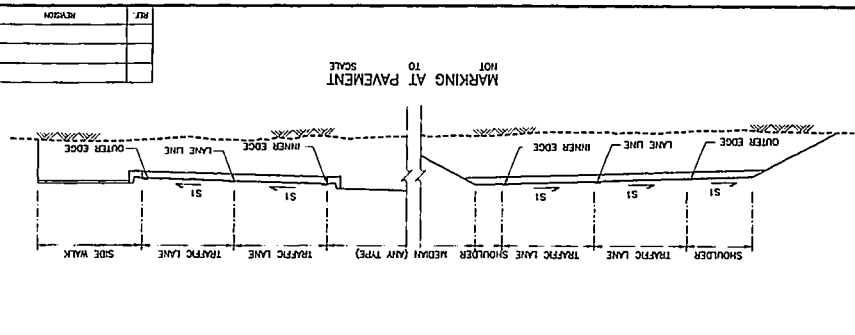 SHOULDER TRAFFIC LANE TRAFFIC LANE SHOULDER MEDIAN (ANY TYPE) TRAFFIC LANE TRAFFIC LANE SIDE WALK
S1 S1 S1 S1 S1
OUTER EDGE LANE LINE INNER EDGE INNER EDGE LANE LINE OUTER EDGE
MARKING AT PAVEMENT
NOT TO SCALE
REF. REVISION